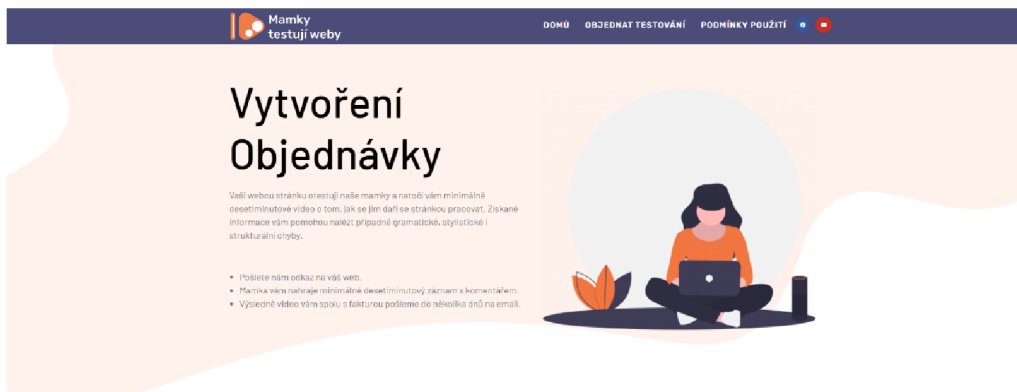 Mamky
testují weby
DOMŮ OBJEDNAT TESTOVÁNÍ PODMÍNKY POUŽITÍ
Vytvoření
Objednávky
Vaší webou stránku otestují naše mamky a natočí vám minimálně
desetiminutové video o tom, jak se jim daří se stránkou pracovat. Získané
informace vám pomohou nalézt případné gramatické, stylistické i
strukturální chyby.
Pošlete nám odkaz na váš web.
Mamka vám nahraje minimálně desetiminutový záznam s komentářem.
Výsledné video vám spolu s fakturou pošleme do několika dnů na email.